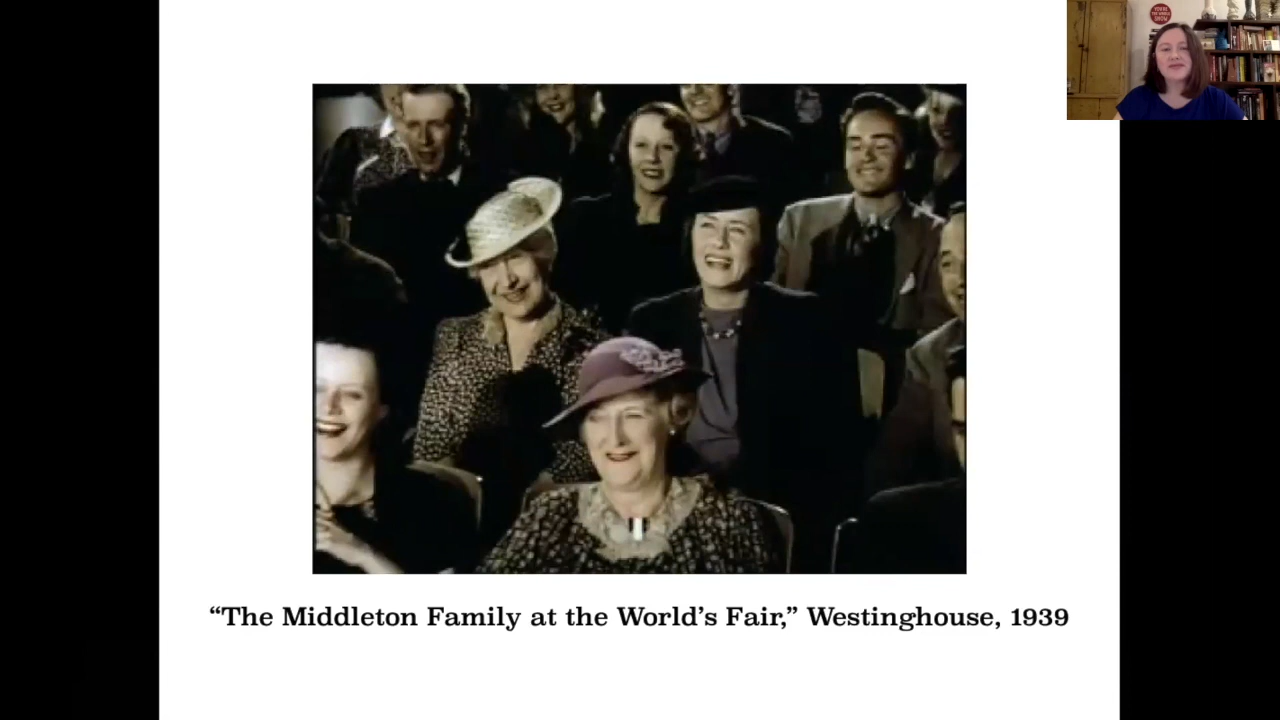 “The Middleton Family at the World’s Fair,” Westinghouse, 1939